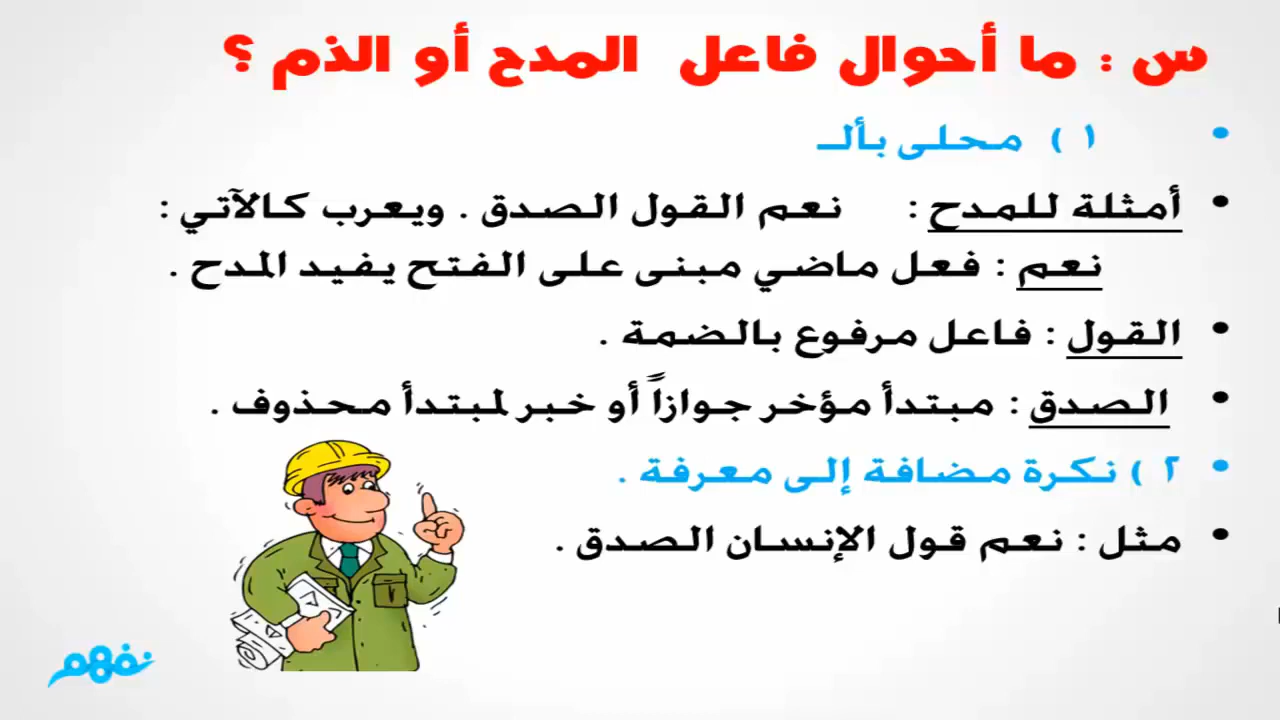 س : ما أحوال فاعل المدح أو الذم ؟
• ١ ) محلى بألـ
• أمثلة للمدح : نعم القول الصدق . ويعرب كالآتي :
نعم : فعل ماضي مبنى على الفتح يفيد المدح .
• القول : فاعل مرفوع بالضمة .
• الصدق : مبتدأ مؤخر جوازاً أو خبر لمبتدأ محذوف .
• ٢ ) نكرة مضافة إلى معرفة .
• مثل : نعم قول الإنسان الصدق .
نفهم